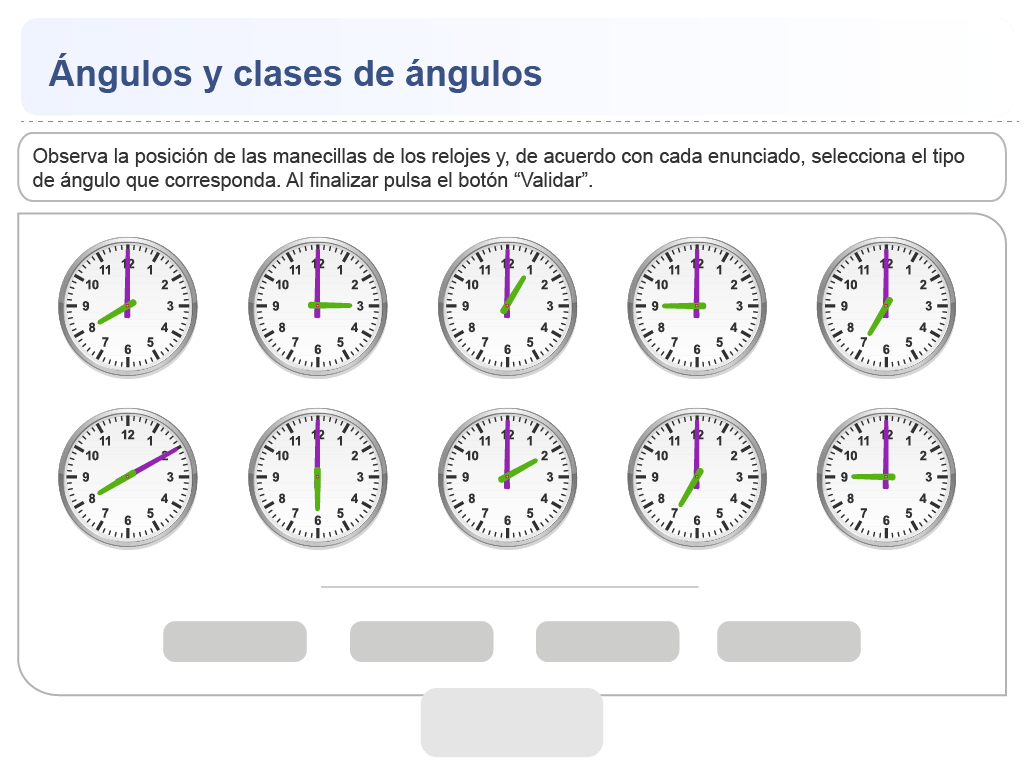 Ángulos y clases de ángulos
Observa la posición de las manecillas de los relojes y, de acuerdo con cada enunciado, selecciona el tipo
de ángulo que corresponda. Al finalizar pulsa el botón “Validar”.
12 1 2 3 4 5 6 7 8 9 10 11
12 1 2 3 4 5 6 7 8 9 10 11
12 1 2 3 4 5 6 7 8 9 10 11
12 1 2 3 4 5 6 7 8 9 10 11
12 1 2 3 4 5 6 7 8 9 10 11
12 1 2 3 4 5 6 7 8 9 10 11
12 1 2 3 4 5 6 7 8 9 10 11
12 1 2 3 4 5 6 7 8 9 10 11
12 1 2 3 4 5 6 7 8 9 10 11
12 1 2 3 4 5 6 7 8 9 10 11